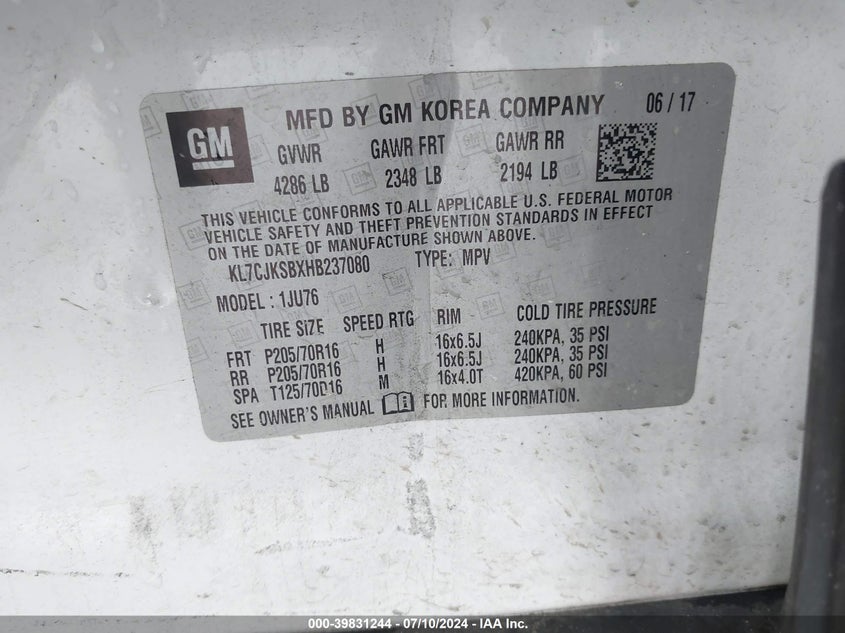 GM
MFD BY GM KOREA COMPANY 06 / 17
GVWR GAWR FRT GAWR RR
4286 LB 2348 LB 2194 LB
THIS VEHICLE CONFORMS TO ALL APPLICABLE U.S. FEDERAL MOTOR
VEHICLE SAFETY AND THEFT PREVENTION STANDARDS IN EFFECT
ON THE DATE OF MANUFACTURE SHOWN ABOVE.
KL7CJKSBXHB237080 TYPE: MPV
MODEL : 1JU76
TIRE SIZE SPEED RTG RIM COLD TIRE PRESSURE
FRT P205/70R16 H 16x6.5J 240KPA, 35 PSI
RR P205/70R16 H 16x6.5J 240KPA, 35 PSI
SPA T125/70D16 M 16x4.0T 420KPA, 60 PSI
SEE OWNER'S MANUAL FOR MORE INFORMATION.
000-39831244 - 07/10/2024 - IAA Inc.